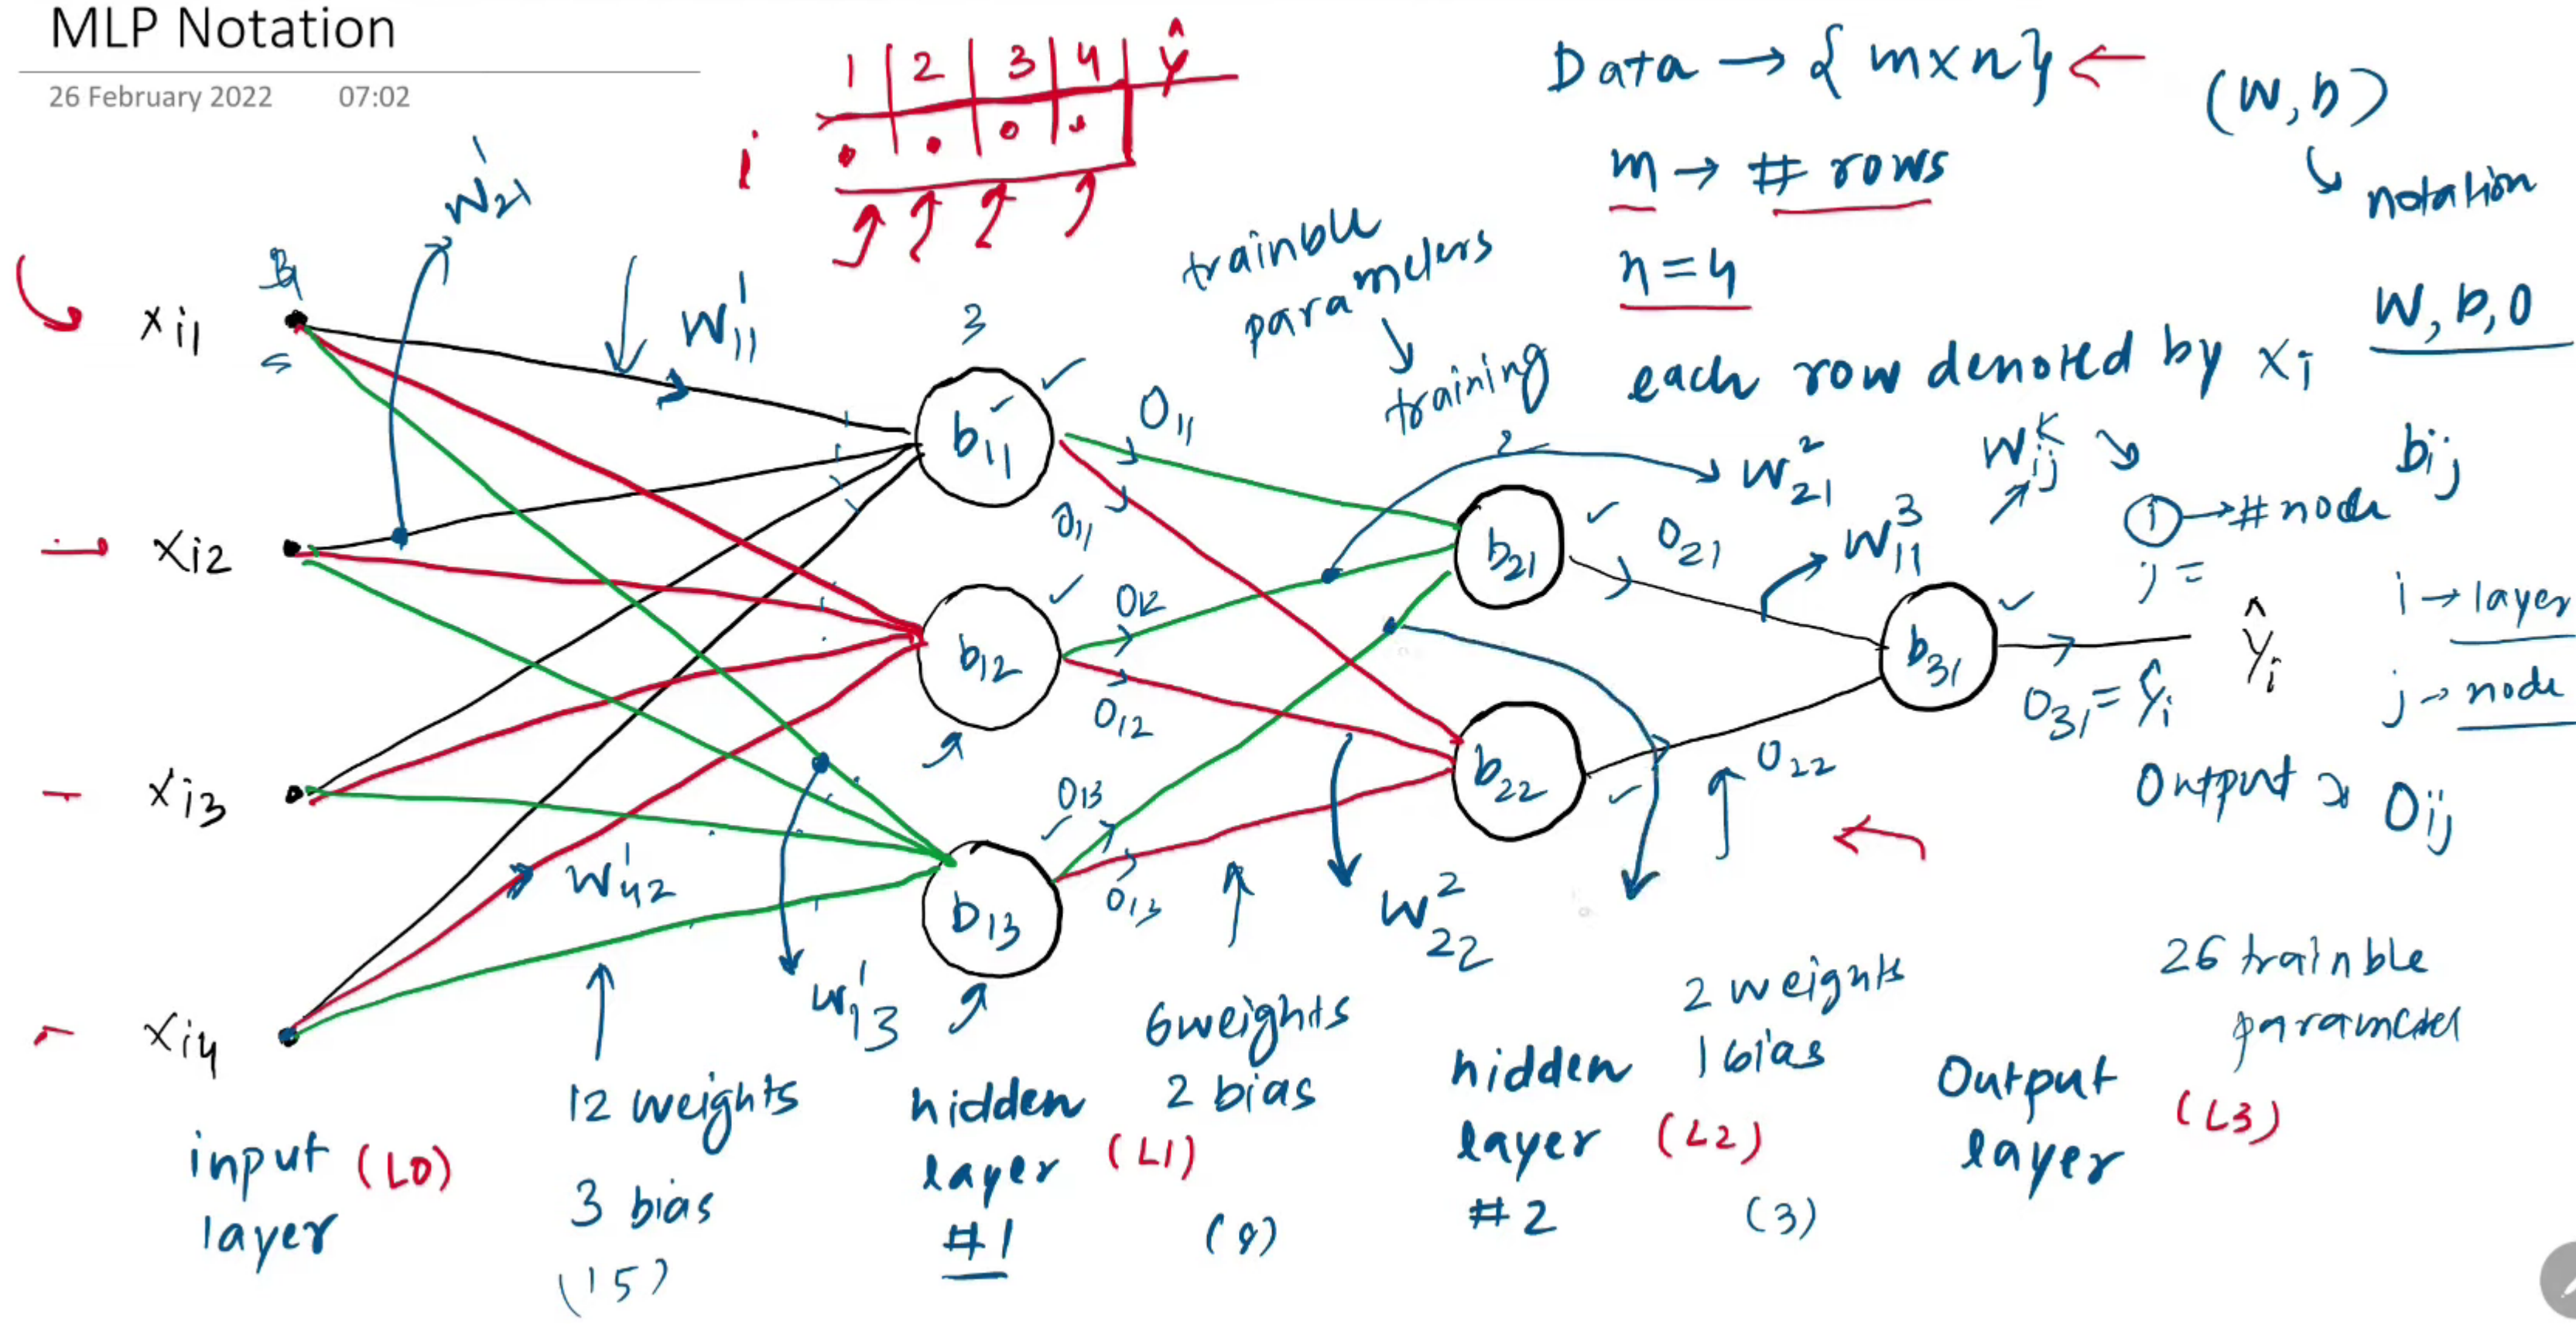 MLP Notation
26 February 2022 07:02
1 2 3 4 ŷ
i
Data → { m x n } ←
m → # rows
n = 4
each row denoted by xi
(W, b)
notation
W, b, O
trainble
parameters
training
W¹21
W¹11
3
xi1
xi2
xi3
xi4
b11
b12
b13
O11
O11
O12
O12
O13
O13
b21
b22
W²21
O21
W³11
Wᵏij
bij
i → # node
j =
i → layer
j → node
b31
ŷi
O31 = ŷi
O22
Output → Oij
W¹42
W¹13
W²22
12 weights
3 bias
(15)
6 weights
2 bias
(8)
2 weights
1 bias
(3)
26 trainble
input (L0)
layer
hidden
layer (L1)
#1
hidden
layer (L2)
#2
Output
layer
(L3)